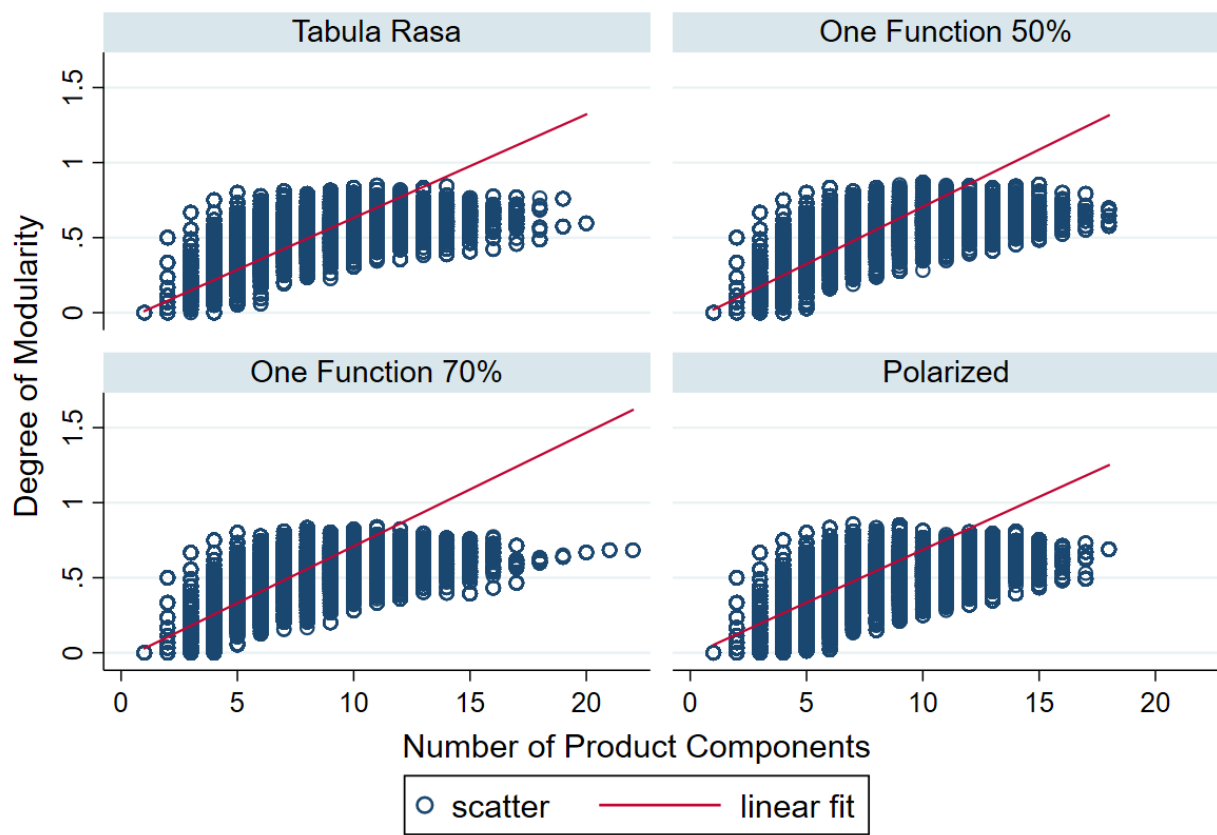 Tabula Rasa
One Function 50%
One Function 70%
Polarized
Degree of Modularity
0
.5
1
1.5
0
.5
1
1.5
0 5 10 15 20
0 5 10 15 20
Number of Product Components
scatter
linear fit